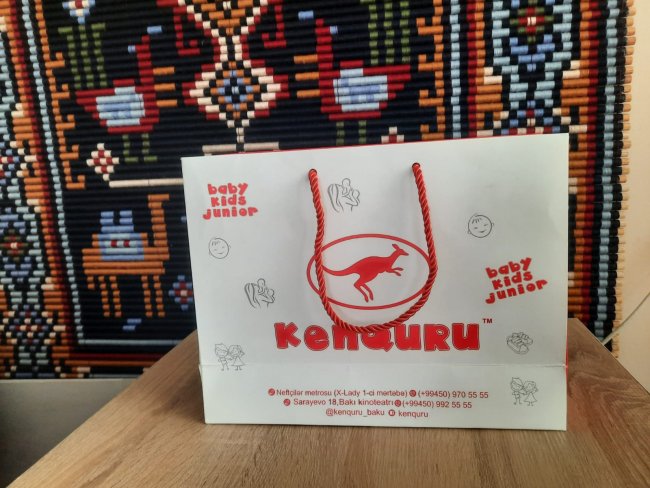 baby
kids
junior
baby
kids
junior
KENQURU™
Neftçilər metrosu (X-Lady 1-ci mərtəbə) (+99450) 970 55 55
Sarayevo 18,Bakı kinoteatrı (+99450) 992 55 55
@kenquru_baku kenquru